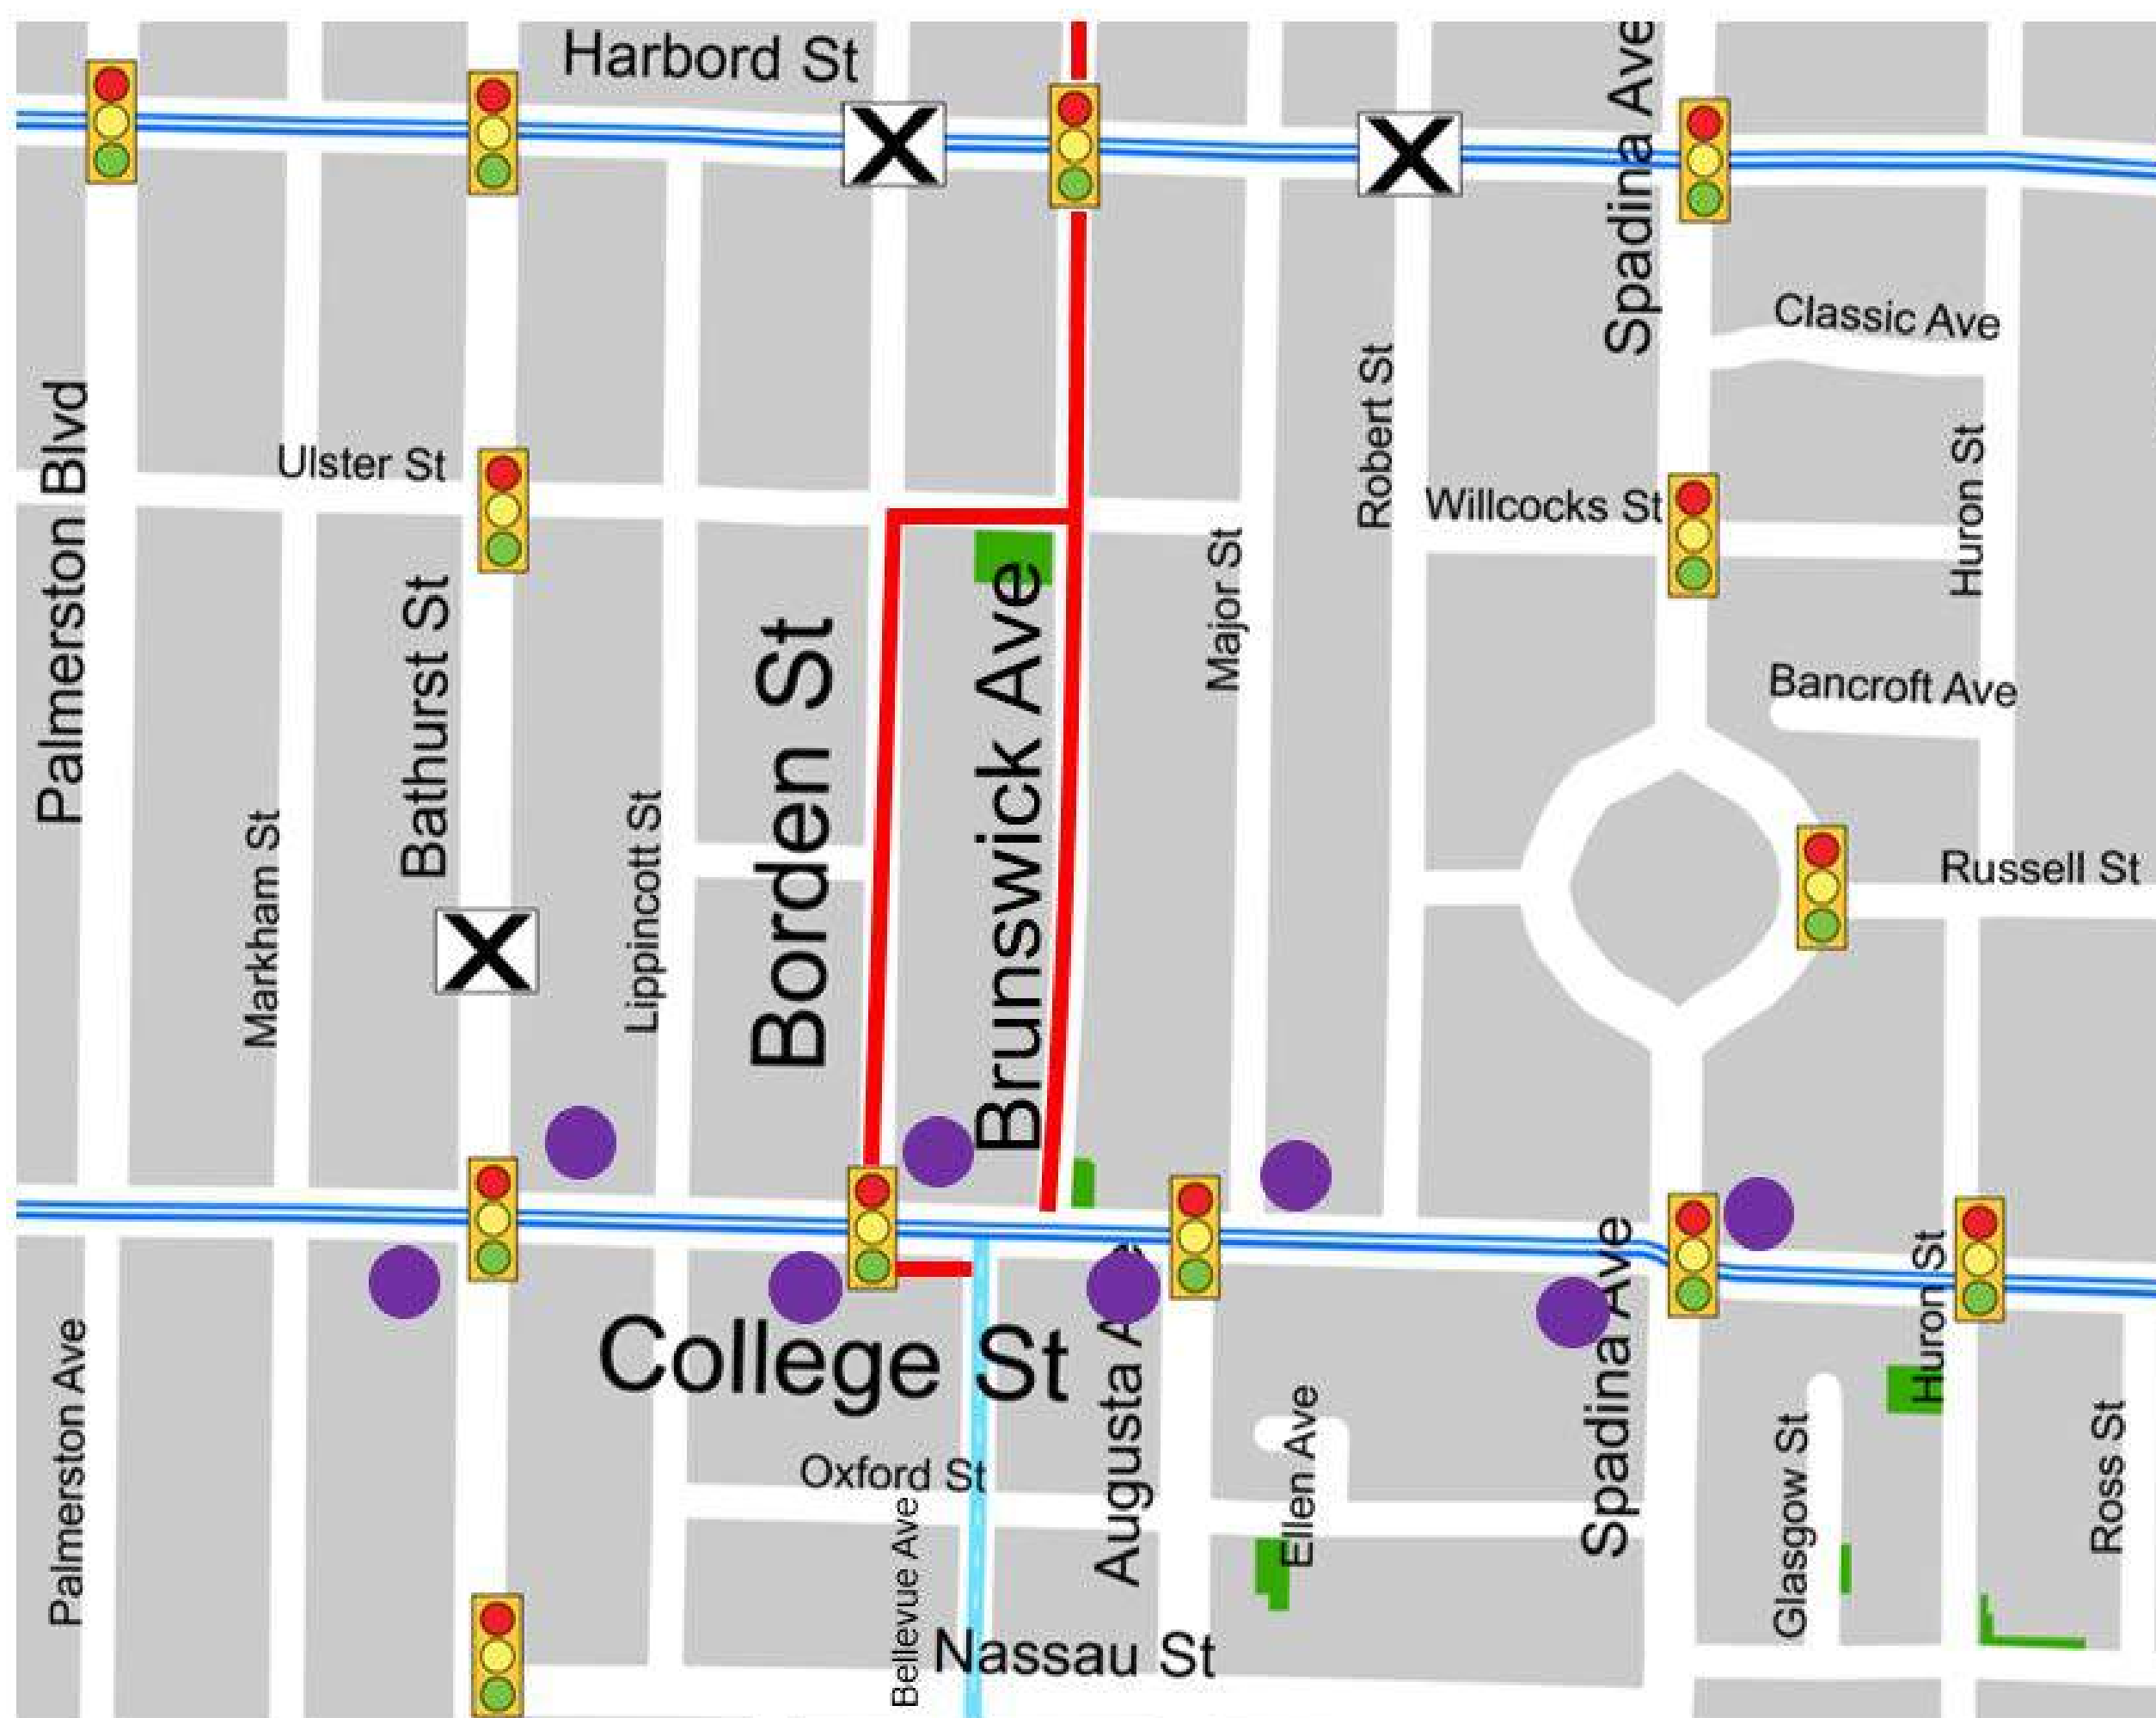 Harbord St
Spadina Ave
Classic Ave
Robert St
Palmerston Blvd
Ulster St
Willcocks St
Huron St
Major St
Bathurst St
Borden St
Brunswick Ave
Bancroft Ave
Markham St
Lippincott St
Russell St
College St
Augusta A
Spadina Ave
Huron St
Palmerston Ave
Oxford St
Bellevue Ave
Ellen Ave
Glasgow St
Ross St
Nassau St